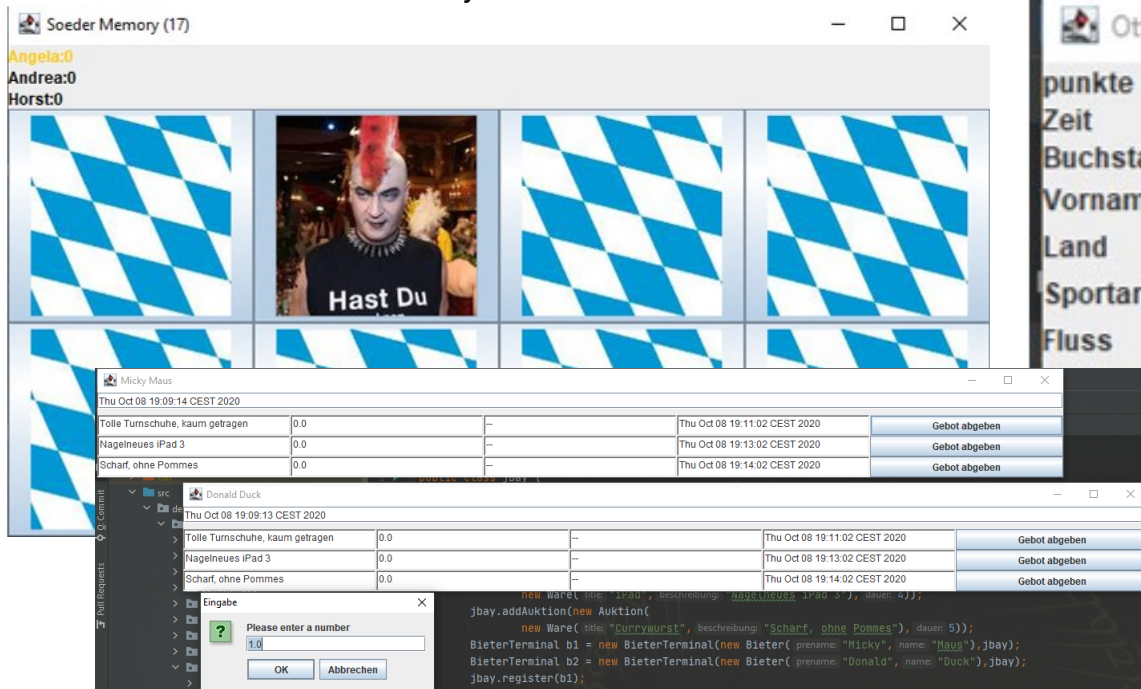 Soeder Memory (17)
Angela:0
Andrea:0
Horst:0
Hast Du
punkte
Zeit
Land
Fluss
Micky Maus
Thu Oct 08 19:09:14 CEST 2020
Tolle Turnschuhe, kaum getragen 0.0 -- Thu Oct 08 19:11:02 CEST 2020 Gebot abgeben
Nagelneues iPad 3 0.0 -- Thu Oct 08 19:13:02 CEST 2020 Gebot abgeben
Scharf, ohne Pommes 0.0 -- Thu Oct 08 19:14:02 CEST 2020 Gebot abgeben
public class jbay {
src
de
Donald Duck
Thu Oct 08 19:09:13 CEST 2020
Tolle Turnschuhe, kaum getragen 0.0 -- Thu Oct 08 19:11:02 CEST 2020 Gebot abgeben
Nagelneues iPad 3 0.0 -- Thu Oct 08 19:13:02 CEST 2020 Gebot abgeben
Scharf, ohne Pommes 0.0 -- Thu Oct 08 19:14:02 CEST 2020 Gebot abgeben
Commit
Pull Requests
Eingabe
Please enter a number
1.0
OK Abbrechen
new Ware( title: "iPad", beschreibung: "Nagelneues iPad 3"), dauer: 4));
jbay.addAuktion(new Auktion(
new Ware( title: "Currywurst", beschreibung: "Scharf, ohne Pommes"), dauer: 5));
BieterTerminal b1 = new BieterTerminal(new Bieter( prename: "Micky", name: "Maus"),jbay);
BieterTerminal b2 = new BieterTerminal(new Bieter( prename: "Donald", name: "Duck"),jbay);
jbay.register(b1);